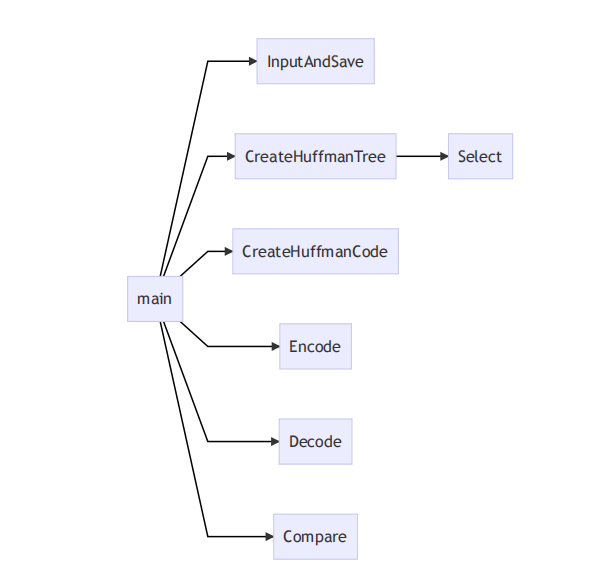 InputAndSave
CreateHuffmanTree
Select
CreateHuffmanCode
main
Encode
Decode
Compare